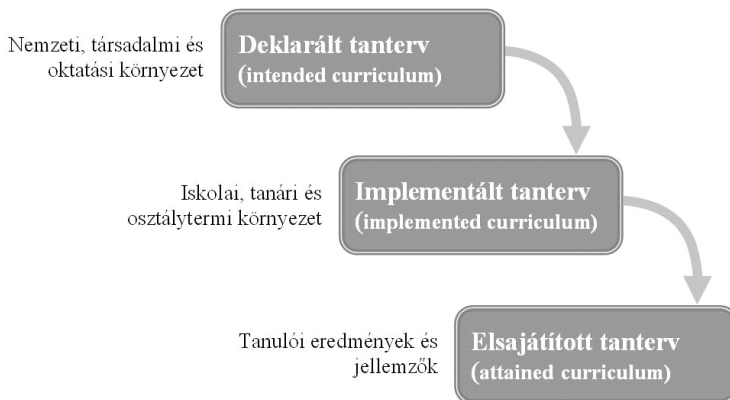 Nemzeti, társadalmi és
oktatási környezet
Deklarált tanterv
(intended curriculum)
Iskolai, tanári és
osztálytermi környezet
Implementált tanterv
(implemented curriculum)
Tanulói eredmények és
jellemzők
Elsajátított tanterv
(attained curriculum)